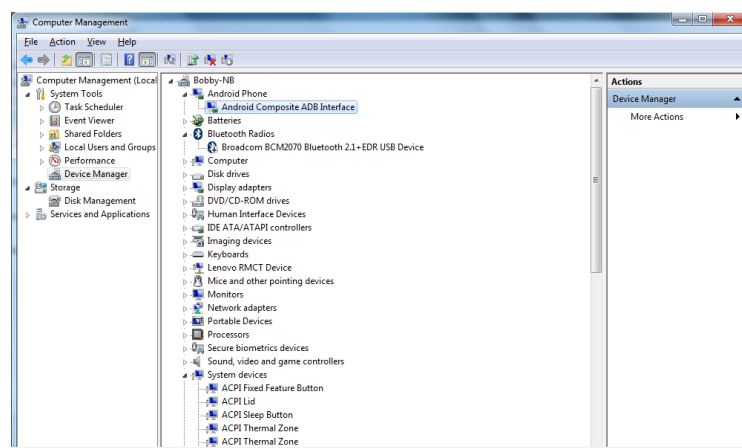 Computer Management
File Action View Help
Computer Management (Local
System Tools
Task Scheduler
Event Viewer
Shared Folders
Local Users and Groups
Performance
Device Manager
Storage
Disk Management
Services and Applications
Bobby-NB
Android Phone
Android Composite ADB Interface
Batteries
Bluetooth Radios
Broadcom BCM2070 Bluetooth 2.1+EDR USB Device
Computer
Disk drives
Display adapters
DVD/CD-ROM drives
Human Interface Devices
IDE ATA/ATAPI controllers
Imaging devices
Keyboards
Lenovo RMCT Device
Mice and other pointing devices
Monitors
Network adapters
Portable Devices
Processors
Secure biometrics devices
Sound, video and game controllers
System devices
ACPI Fixed Feature Button
ACPI Lid
ACPI Sleep Button
ACPI Thermal Zone
ACPI Thermal Zone
Actions
Device Manager
More Actions